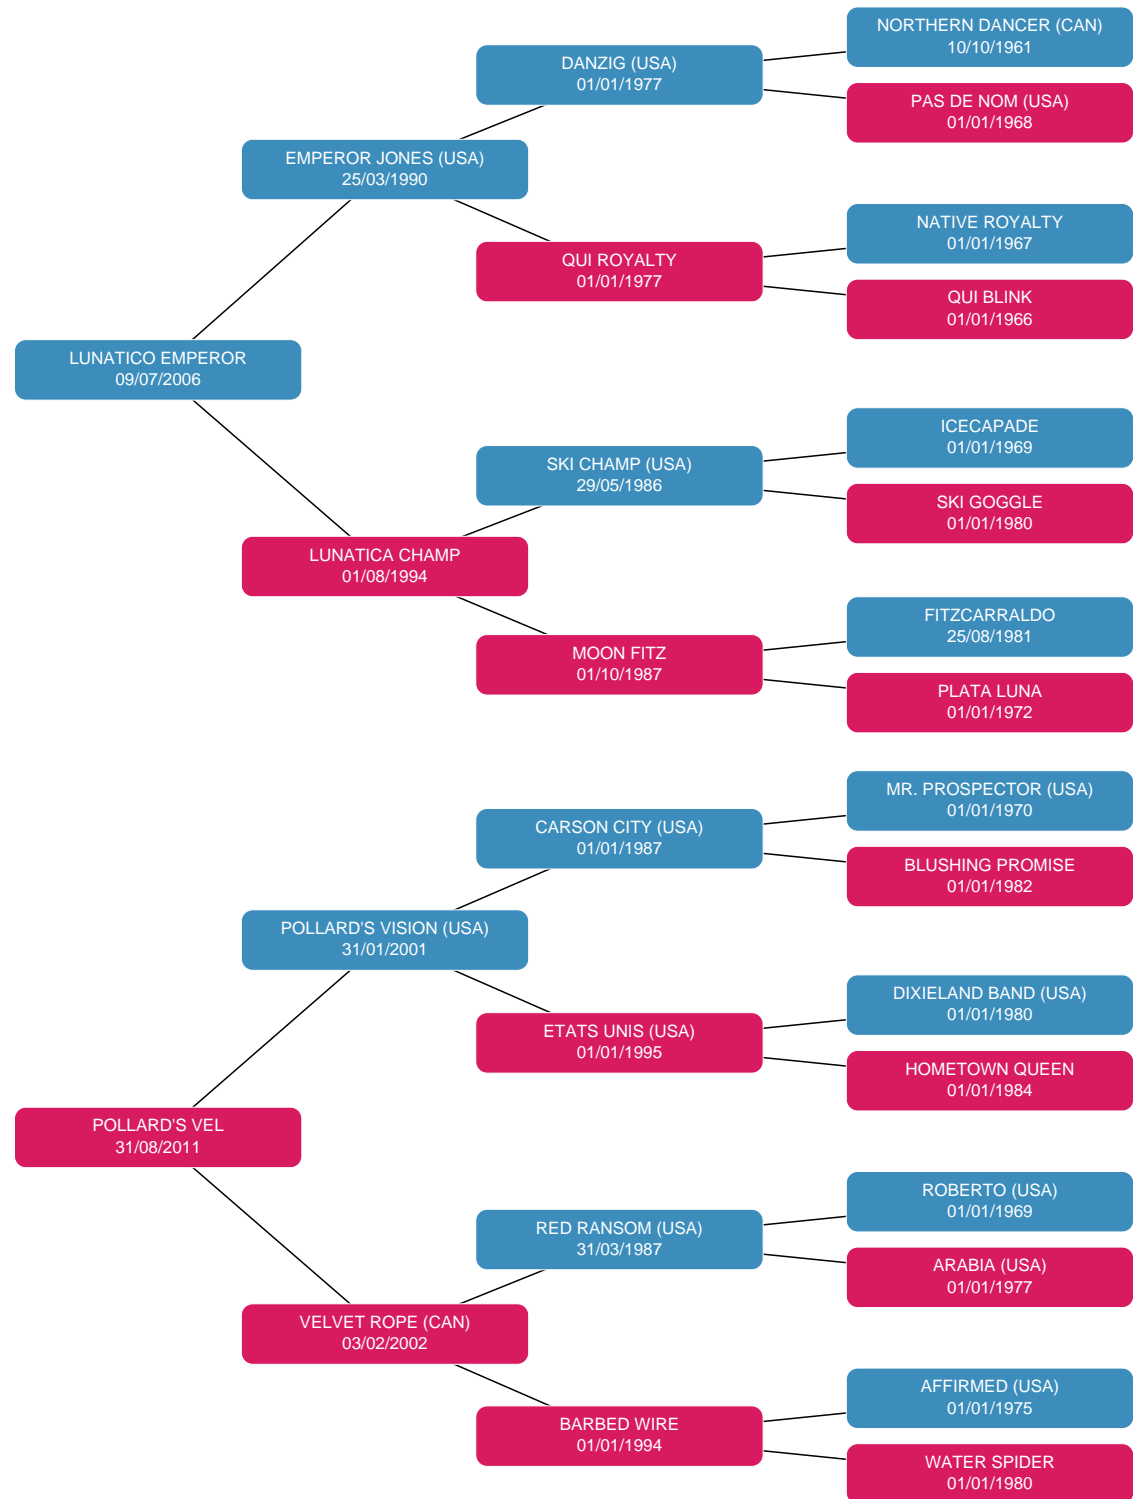 NORTHERN DANCER (CAN)
10/10/1961
DANZIG (USA)
01/01/1977
PAS DE NOM (USA)
01/01/1968
EMPEROR JONES (USA)
25/03/1990
NATIVE ROYALTY
01/01/1967
QUI ROYALTY
01/01/1977
QUI BLINK
01/01/1966
LUNATICO EMPEROR
09/07/2006
ICECAPADE
01/01/1969
SKI CHAMP (USA)
29/05/1986
SKI GOGGLE
01/01/1980
LUNATICA CHAMP
01/08/1994
FITZCARRALDO
25/08/1981
MOON FITZ
01/10/1987
PLATA LUNA
01/01/1972
MR. PROSPECTOR (USA)
01/01/1970
CARSON CITY (USA)
01/01/1987
BLUSHING PROMISE
01/01/1982
POLLARD'S VISION (USA)
31/01/2001
DIXIELAND BAND (USA)
01/01/1980
ETATS UNIS (USA)
01/01/1995
HOMETOWN QUEEN
01/01/1984
POLLARD'S VEL
31/08/2011
ROBERTO (USA)
01/01/1969
RED RANSOM (USA)
31/03/1987
ARABIA (USA)
01/01/1977
VELVET ROPE (CAN)
03/02/2002
AFFIRMED (USA)
01/01/1975
BARBED WIRE
01/01/1994
WATER SPIDER
01/01/1980